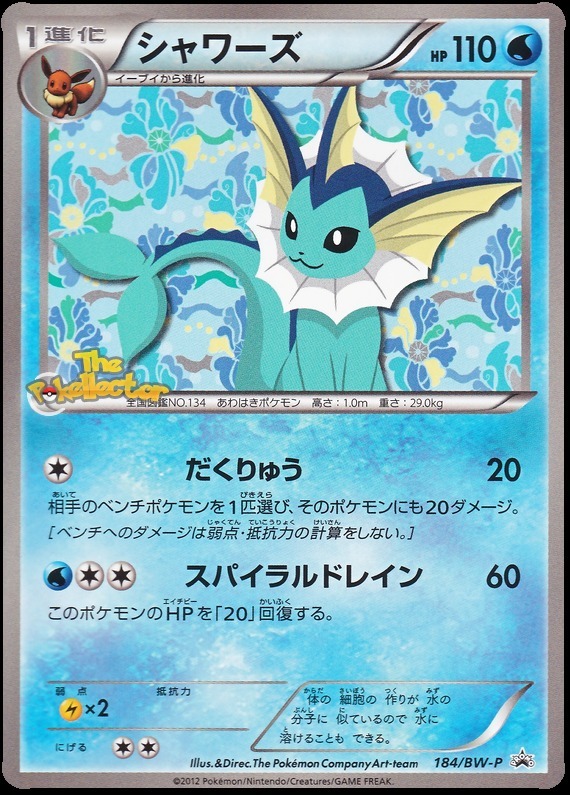 1進化
シャワーズ
HP 110
イーブイから進化
The
Pokéllector
全国図鑑NO.134 あわはきポケモン 高さ:1.0m 重さ:29.0kg
だくりゅう 20
相手のベンチポケモンを1匹選び、そのポケモンにも20ダメージ。
[ベンチへのダメージは弱点・抵抗力の計算をしない。]
スパイラルドレイン 60
このポケモンのHPを「20」回復する。
弱点 抵抗力
×2
にげる
体の 細胞の つくりが 水の
分子に 似ているので 水に
溶けることも できる。
Illus.&Direc.The Pokémon Company Art-team 184/BW-P
©2012 Pokémon/Nintendo/Creatures/GAME FREAK.